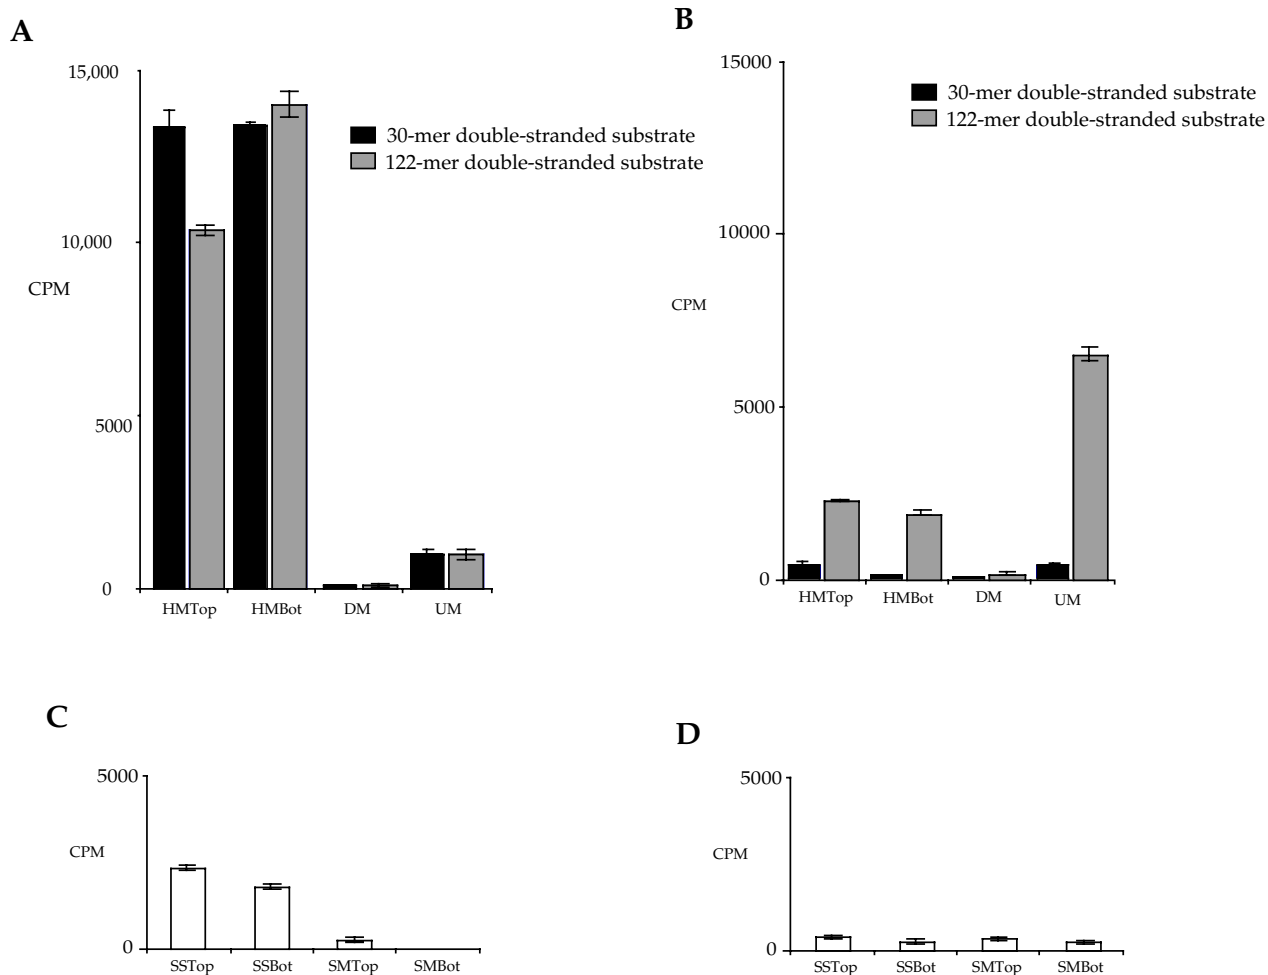 A
15,000
10,000
CPM
5000
0
30-mer double-stranded substrate
122-mer double-stranded substrate
HMTop HMBot DM UM
B
15000
10000
CPM
5000
0
30-mer double-stranded substrate
122-mer double-stranded substrate
HMTop HMBot DM UM
C
5000
CPM
0
SSTop SSBot SMTop SMBot
D
5000
CPM
0
SSTop SSBot SMTop SMBot